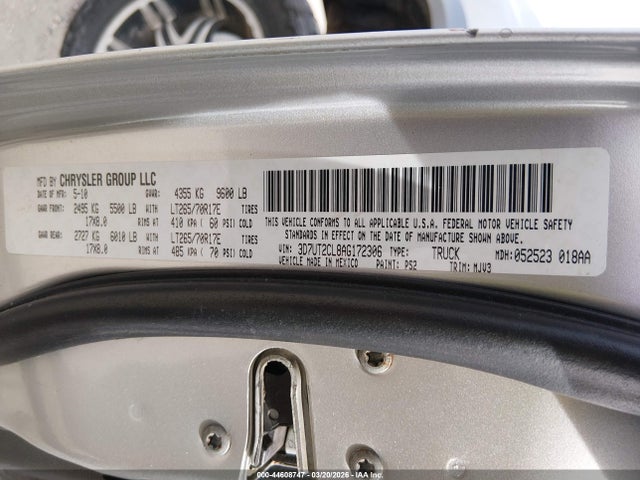 MFD BY CHRYSLER GROUP LLC
DATE OF MFR: 5-10 GVWR: 4355 KG 9600 LB
GAWR FRONT: 2495 KG 5500 LB WITH LT265/70R17E TIRES
17X8.0 RIMS AT 410 KPA ( 60 PSI) COLD
GAWR REAR: 2727 KG 6010 LB WITH LT265/70R17E TIRES
17X8.0 RIMS AT 485 KPA ( 70 PSI) COLD
THIS VEHICLE CONFORMS TO ALL APPLICABLE U.S.A. FEDERAL MOTOR VEHICLE SAFETY
STANDARDS IN EFFECT ON THE DATE OF MANUFACTURE SHOWN ABOVE.
VIN: 3D7UT2CL8AG172306 TYPE: TRUCK MDH: 052523 018AA
VEHICLE MADE IN MEXICO PAINT: PS2 TRIM: MJV3
000-44608747 - 03/20/2026 - COPYRIGHT IAA, LLC